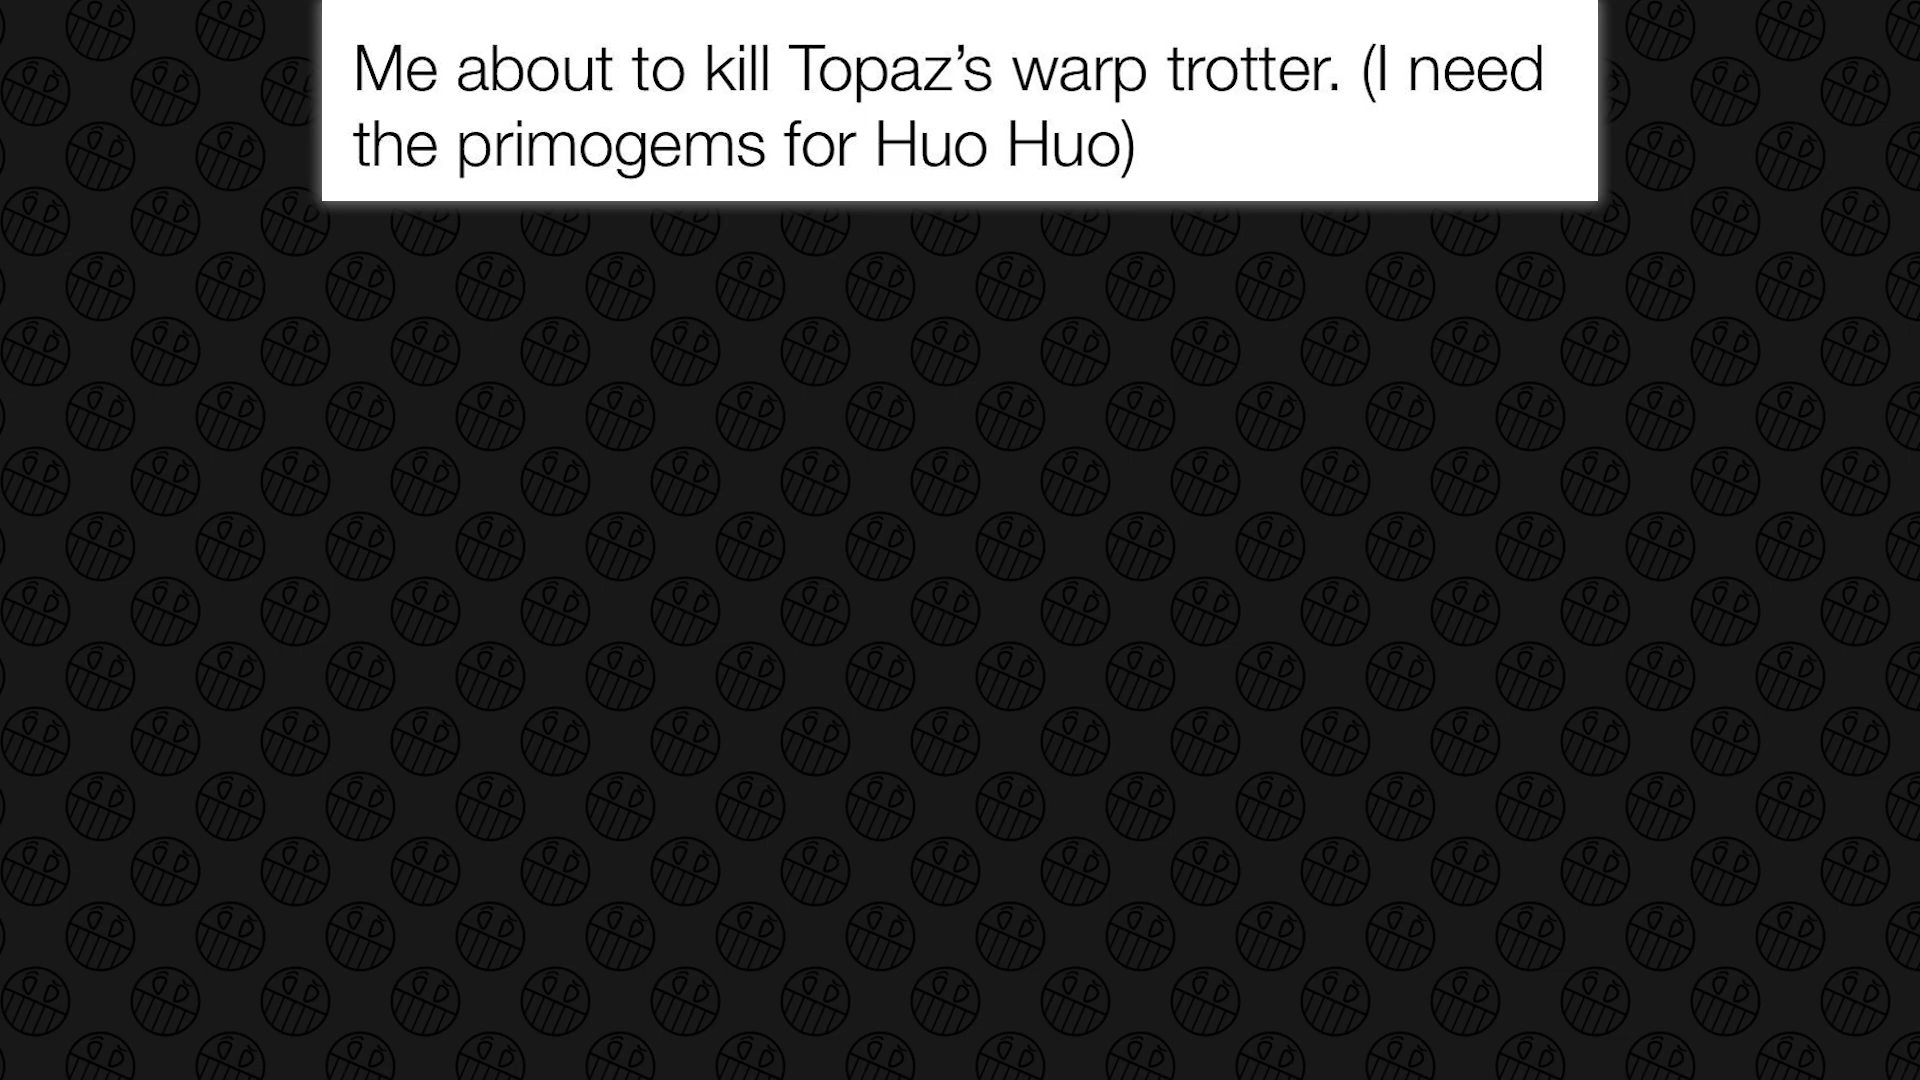 Me about to kill Topaz’s warp trotter. (I need
the primogems for Huo Huo)